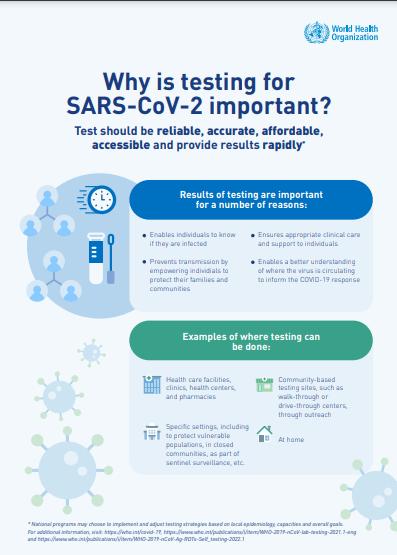 World Health
Organization
Why is testing for
SARS-CoV-2 important?
Test should be reliable, accurate, affordable,
accessible and provide results rapidly*
Results of testing are important
for a number of reasons:
Enables individuals to know
if they are infected
Prevents transmission by
empowering individuals to
protect their families and
communities
Ensures appropriate clinical care
and support to individuals
Enables a better understanding
of where the virus is circulating
to inform the COVID-19 response
Examples of where testing can
be done:
Health care facilities,
clinics, health centers,
and pharmacies
Community-based
testing sites, such as
walk-through or
drive-through centers,
through outreach
Specific settings, including
to protect vulnerable
populations, in closed
communities, as part of
sentinel surveillance, etc.
At home
* National programs may choose to implement and adjust testing strategies based on local epidemiology, capacities and overall goals.
For additional information, visit: https://who.int/covid-19, https://www.who.int/publications/i/item/WHO-2019-nCoV-lab-testing-2021.1-eng
and https://www.who.int/publications/i/item/WHO-2019-nCoV-Ag-RDTs-Self_testing-2022.1